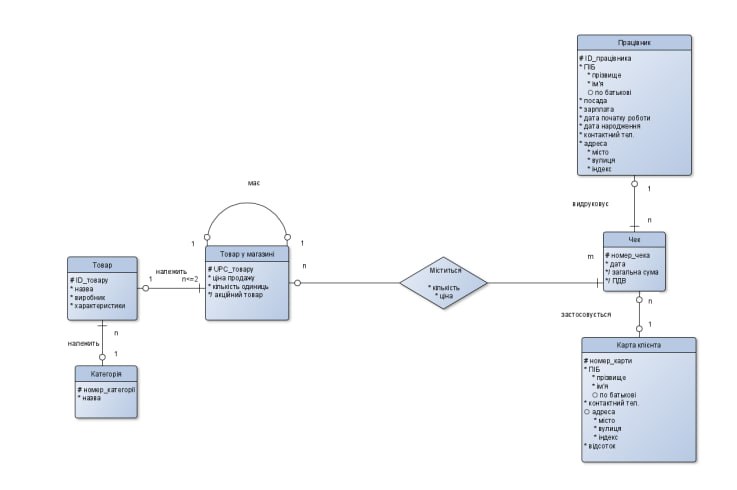 Працівник
# ID_працівника
* ПІБ
* прізвище
* ім'я
О по батькові
* посада
* зарплата
* дата початку роботи
* дата народження
* контактний тел.
* адреса
* місто
* вулиця
* індекс
1
видруковує
n
має
1
1
Товар
# ID_товару
* назва
* виробник
* характеристики
належить
1
n<=2
Товар у магазині
# UPC_товару
* ціна продажу
* кількість одиниць
*/ акційний товар
n
Міститься
* кількість
* ціна
m
Чек
# номер_чека
* дата
*/ загальна сума
*/ ПДВ
n
застосовується
1
n
належить
1
Категорія
# номер_категорії
* назва
Карта клієнта
# номер_карти
* ПІБ
* прізвище
* ім'я
О по батькові
* контактний тел.
О адреса
* місто
* вулиця
* індекс
* відсоток